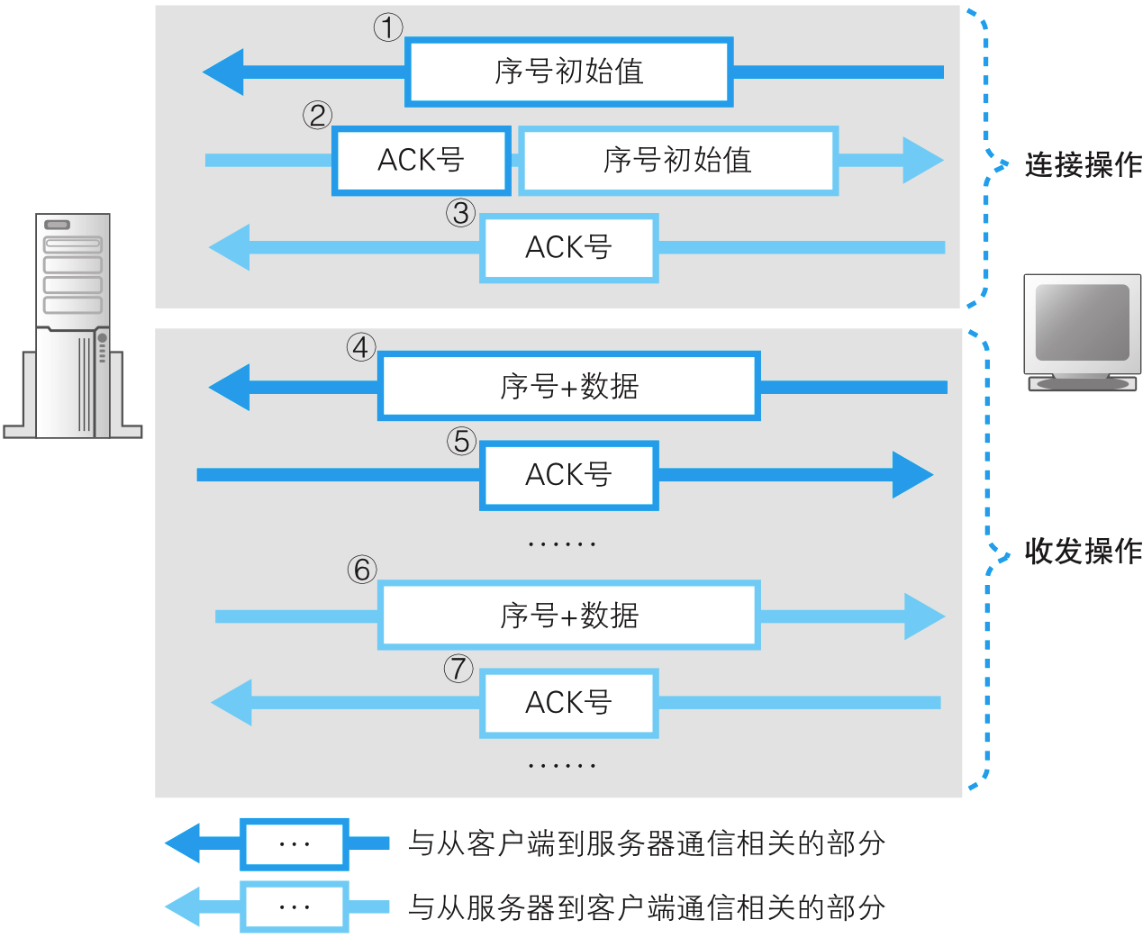 ①
序号初始值
②
ACK号
序号初始值
连接操作
③
ACK号
④
序号+数据
⑤
ACK号
……
收发操作
⑥
序号+数据
⑦
ACK号
……
… 与从客户端到服务器通信相关的部分
… 与从服务器到客户端通信相关的部分